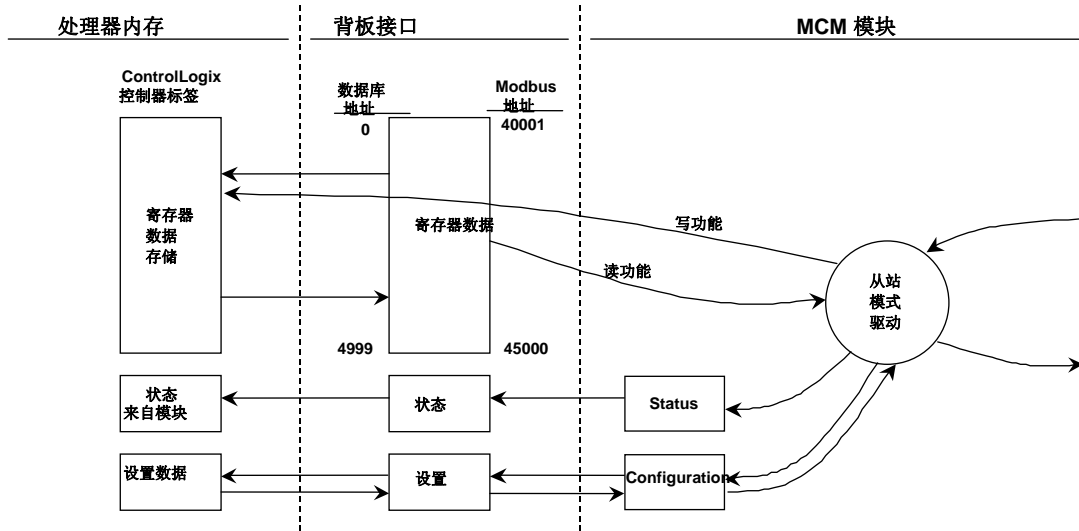 处理器内存
背板接口
MCM 模块
ControlLogix
控制器标签
数据库
地址
0
Modbus
地址
40001
寄存器
数据
存储
寄存器数据
写功能
读功能
从站
模式
驱动
4999
45000
状态
来自模块
状态
Status
设置数据
设置
Configuration